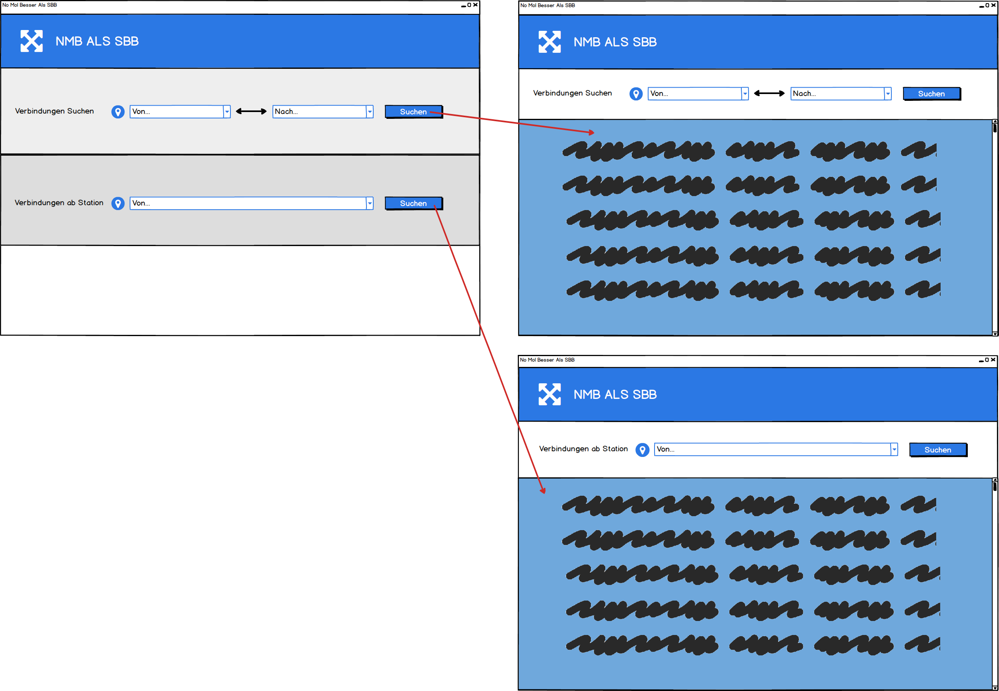 No Mol Besser Als SBB
NMB ALS SBB
Verbindungen Suchen Von... Nach... Suchen
Verbindungen ab Station Von... Suchen
No Mol Besser Als SBB
NMB ALS SBB
Verbindungen Suchen Von... Nach... Suchen
No Mol Besser Als SBB
NMB ALS SBB
Verbindungen ab Station Von... Suchen